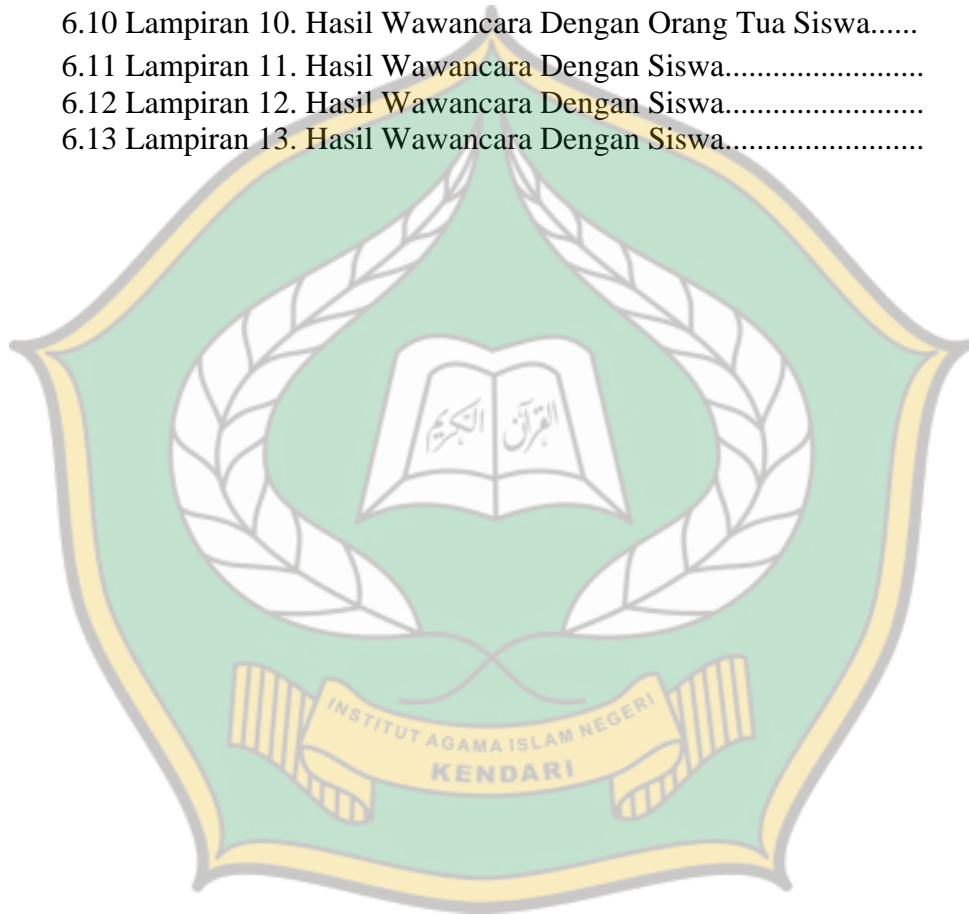 6.10 Lampiran 10. Hasil Wawancara Dengan Orang Tua Siswa......
6.11 Lampiran 11. Hasil Wawancara Dengan Siswa........................
6.12 Lampiran 12. Hasil Wawancara Dengan Siswa........................
6.13 Lampiran 13. Hasil Wawancara Dengan Siswa........................
القرآن الكريم
INSTITUT AGAMA ISLAM NEGERI
KENDARI